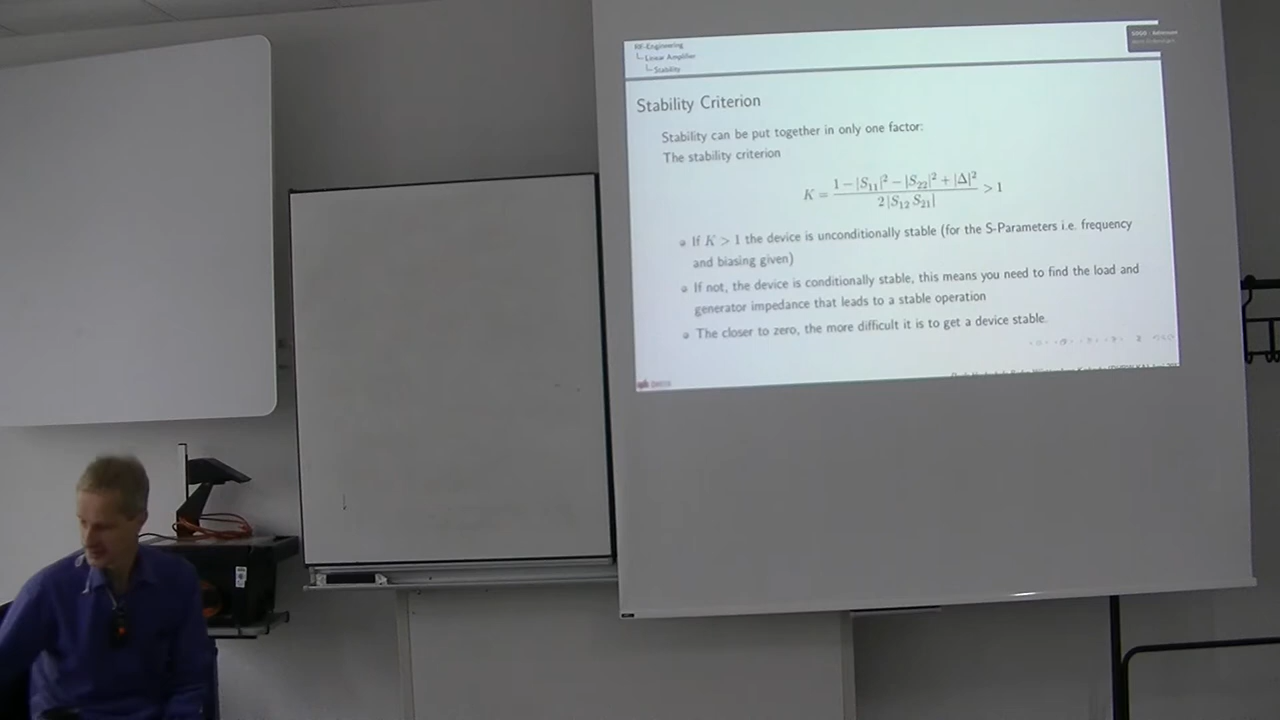 RF-Engineering
Linear Amplifier
Stability
Stability Criterion
Stability can be put together in only one factor:
The stability criterion
K = (1 − |S₁₁|² − |S₂₂|² + |Δ|²) / (2 |S₁₂ S₂₁|) > 1
If K > 1 the device is unconditionally stable (for the S-Parameters i.e. frequency
and biasing given)
If not, the device is conditionally stable, this means you need to find the load and
generator impedance that leads to a stable operation
The closer to zero, the more difficult it is to get a device stable.